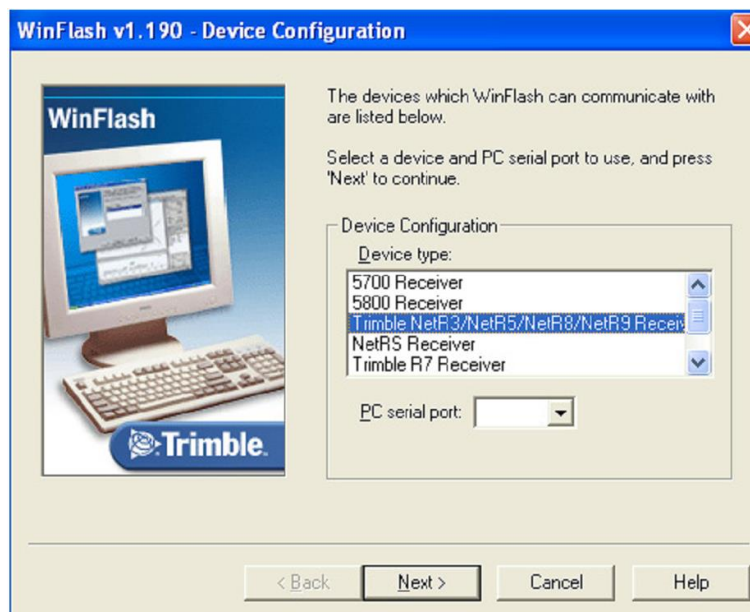 WinFlash v1.190 - Device Configuration
WinFlash
Trimble.
The devices which WinFlash can communicate with
are listed below.
Select a device and PC serial port to use, and press
'Next' to continue.
Device Configuration
Device type:
5700 Receiver
5800 Receiver
Trimble NetR3/NetR5/NetR8/NetR9 Receiv
NetRS Receiver
Trimble R7 Receiver
PC serial port:
< Back
Next >
Cancel
Help